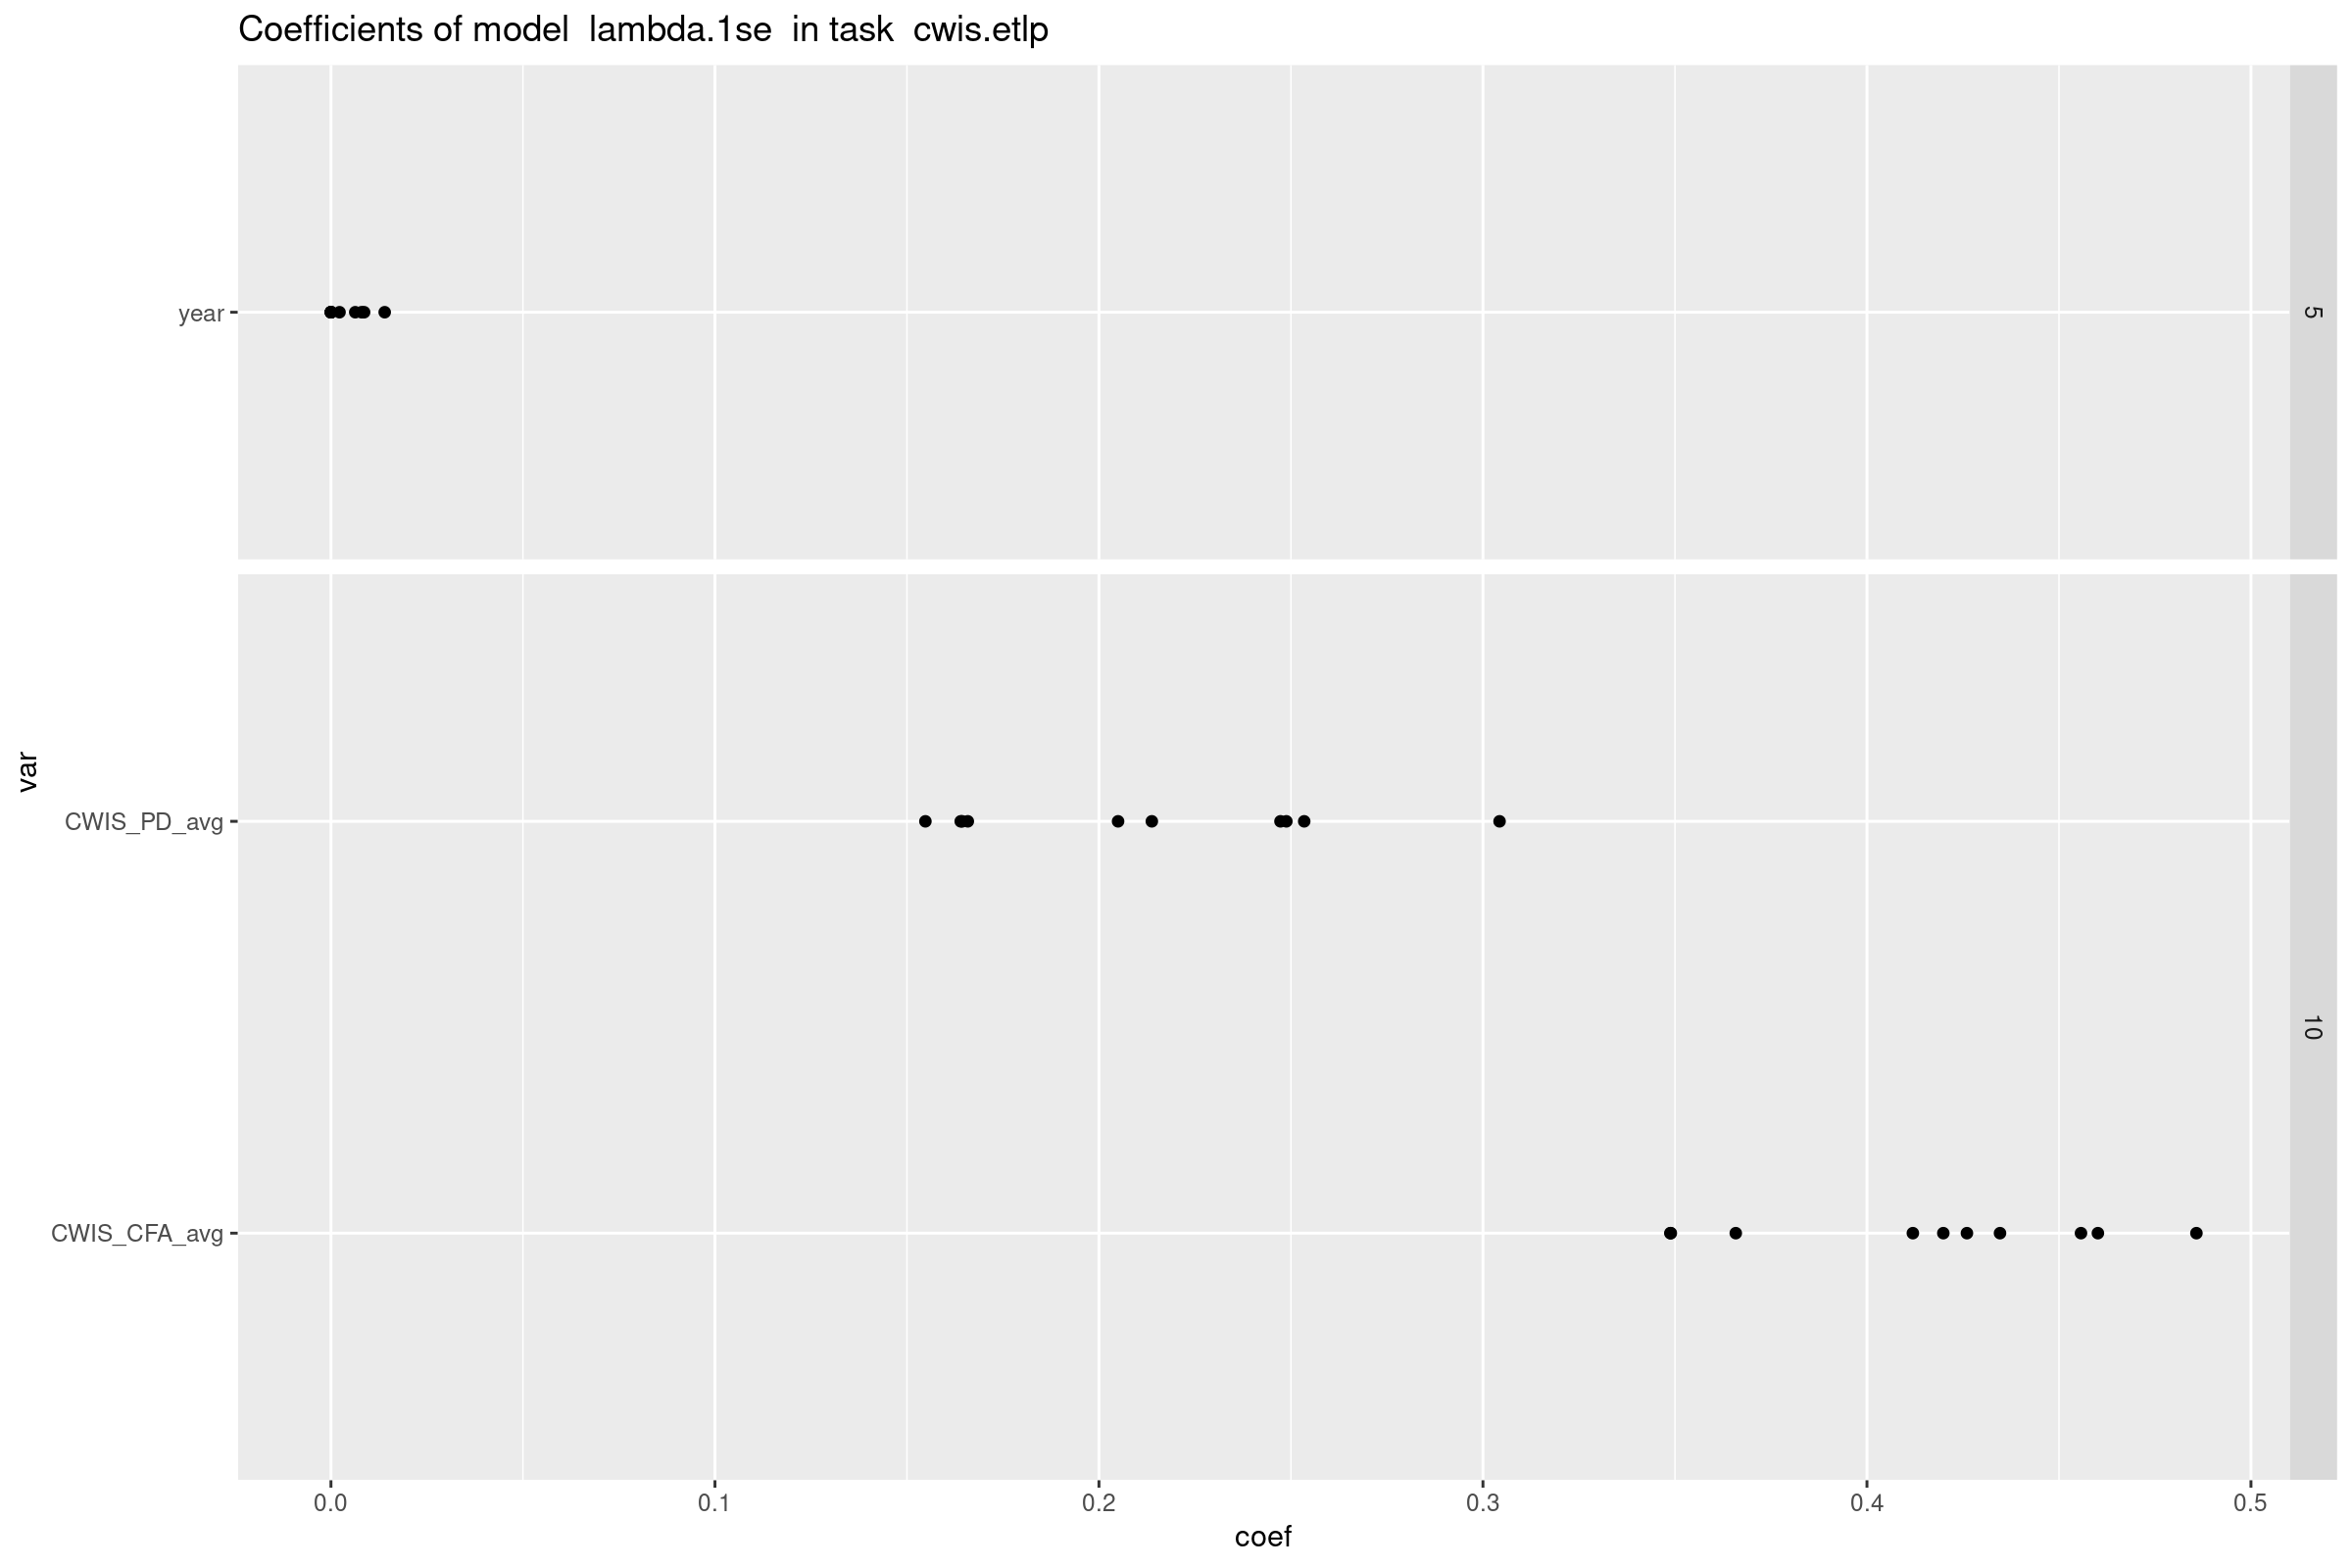 Coefficients of model  lambda.1se  in task  cwis.etlp
year
5
var
CWIS_PD_avg
10
CWIS_CFA_avg
0.0 0.1 0.2 0.3 0.4 0.5
coef